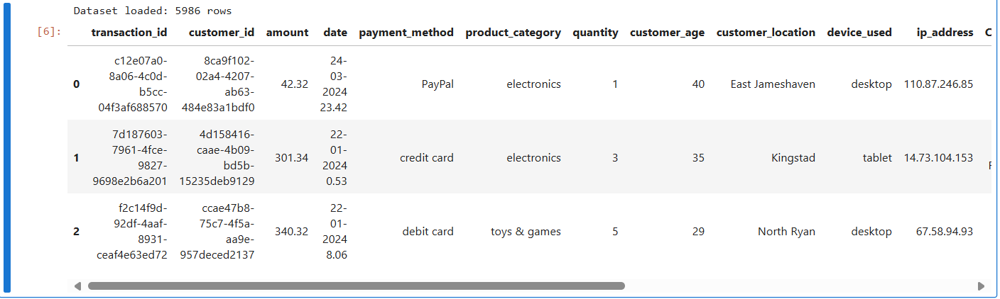 Dataset loaded: 5986 rows
[6]:
transaction_id customer_id amount date payment_method product_category quantity customer_age customer_location device_used ip_address C
0 c12e07a0-8a06-4c0d-b5cc-04f3af688570 8ca9f102-02a4-4207-ab63-484e83a1bdf0 42.32 24-03-2024 23.42 PayPal electronics 1 40 East Jameshaven desktop 110.87.246.85
1 7d187603-7961-4fce-9827-9698e2b6a201 4d158416-caae-4b09-bd5b-15235deb9129 301.34 22-01-2024 0.53 credit card electronics 3 35 Kingstad tablet 14.73.104.153
2 f2c14f9d-92df-4aaf-8931-ceaf4e63ed72 ccae47b8-75c7-4f5a-aa9e-957deced2137 340.32 22-01-2024 8.06 debit card toys & games 5 29 North Ryan desktop 67.58.94.93